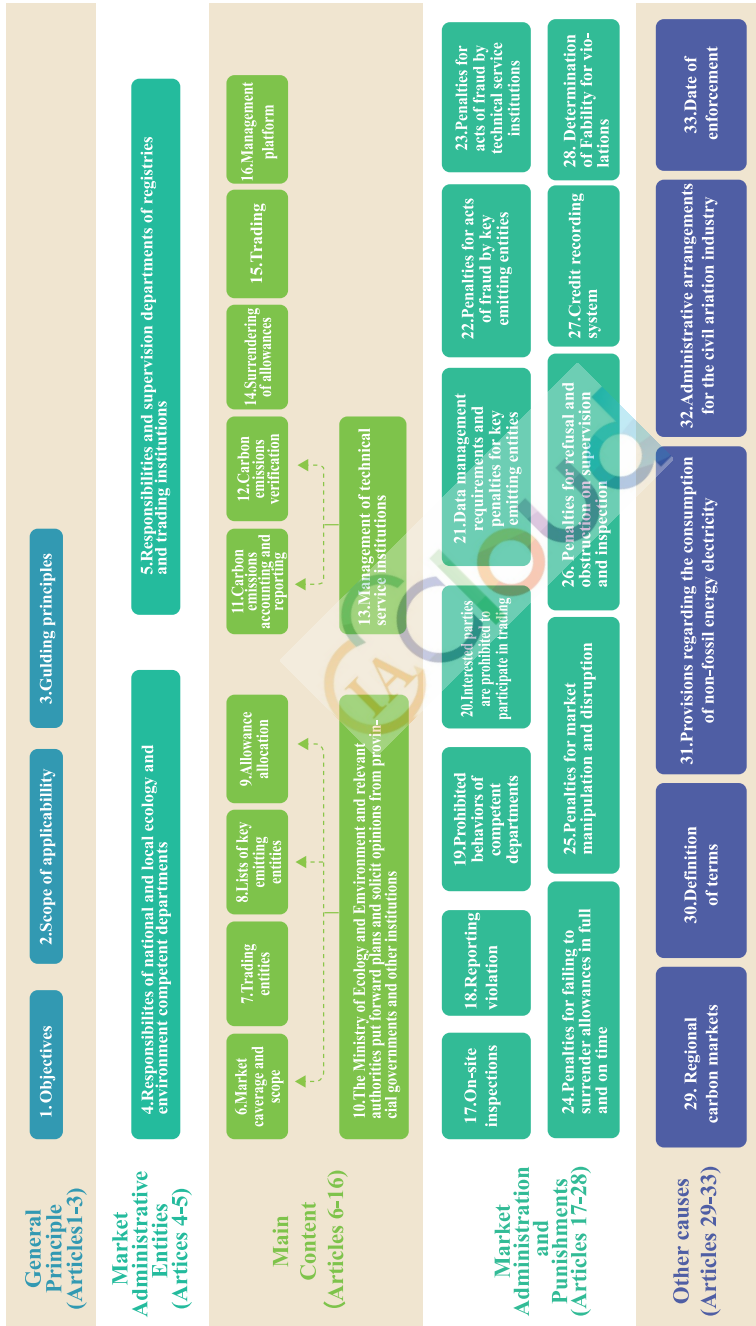 General
Principle
(Articles1-3)
1.Objectives
2.Scope of applicabillity
3.Gulding principles
Market
Administrative
Entities
(Artices 4-5)
4.Responsibilites of national and local ecology and
environment competent departments
5.Responsibilities and supervision departments of registries
and trading institutions
Main
Content
(Articles 6-16)
6.Market
caverage and
scope
7.Trading
entities
8.Lists of key
emitting
entities
9.Allowance
allocation
11.Carbon
emissions
accounting and
reporting
12.Carbon
emissions
verification
14.Surrendering
of allowances
15.Trading
16.Management
platform
10.The Ministry of Ecology and Environment and relevant
authorities put forward plans and solicit opinions from provin-
cial governments and other institutions
13.Management of technical
service institutions
Market
Administration
and
Punishments
(Articles 17-28)
17.On-site
inspections
18.Reporting
violation
19.Prohibited
behaviors of
competent
departments
20.Interested parties
are prohibited to
participate in trading
21.Data management
requirements and
penalties for key
emitting entities
22.Penalties for acts
of fraud by key
emitting entities
23.Penalties for
acts of fraud by
technical service
institutions
24.Penalties for failing to
surrender allowances in full
and on time
25.Penalties for market
manipulation and disruption
26. Penalties for refusal and
obstruction on supervision
and inspection
27.Credit recording
system
28. Determination
of Fability for vio-
lations
Other causes
(Articles 29-33)
29. Regional
carbon markets
30.Definition
of terms
31.Provisions regarding the consumption
of non-fossil energy electricity
32.Administrative arrangements
for the civil ariation industry
33.Date of
enforcement
IA Cloud